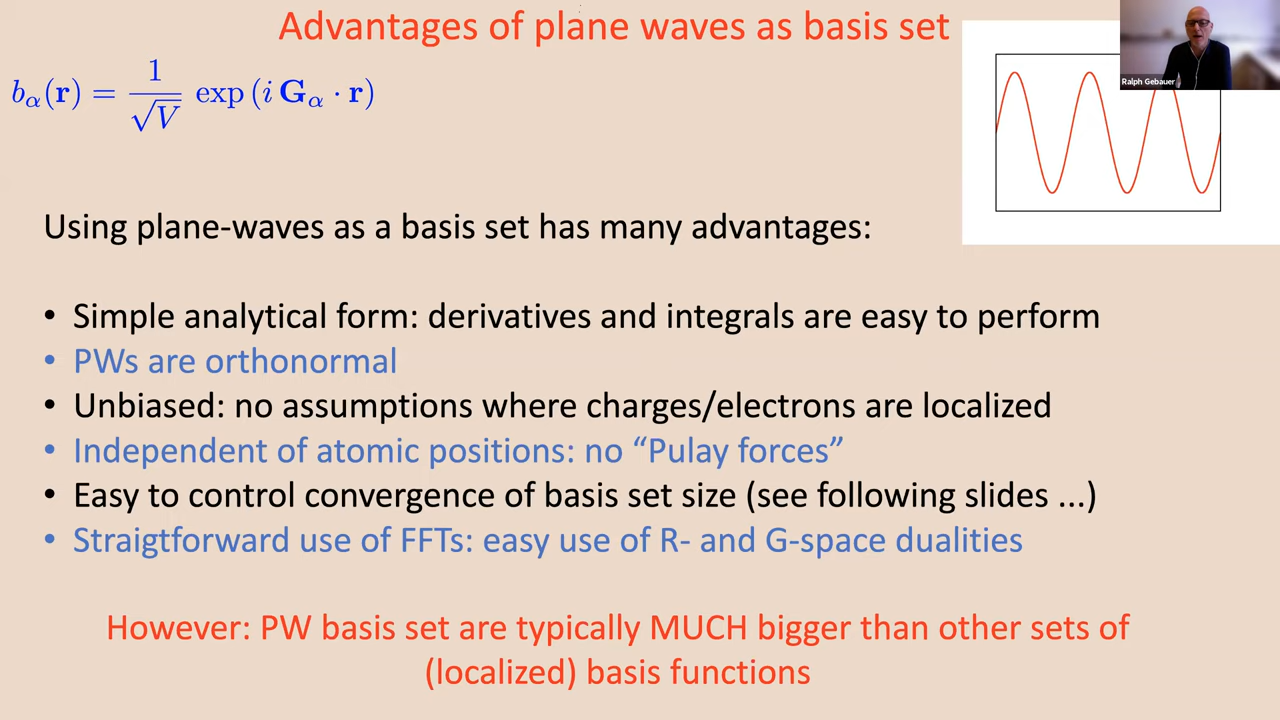 Advantages of plane waves as basis set
Ralph Gebauer
b_α(r) = 1/√V exp (i G_α · r)
Using plane-waves as a basis set has many advantages:
• Simple analytical form: derivatives and integrals are easy to perform
• PWs are orthonormal
• Unbiased: no assumptions where charges/electrons are localized
• Independent of atomic positions: no “Pulay forces”
• Easy to control convergence of basis set size (see following slides ...)
• Straigtforward use of FFTs: easy use of R- and G-space dualities
However: PW basis set are typically MUCH bigger than other sets of
(localized) basis functions